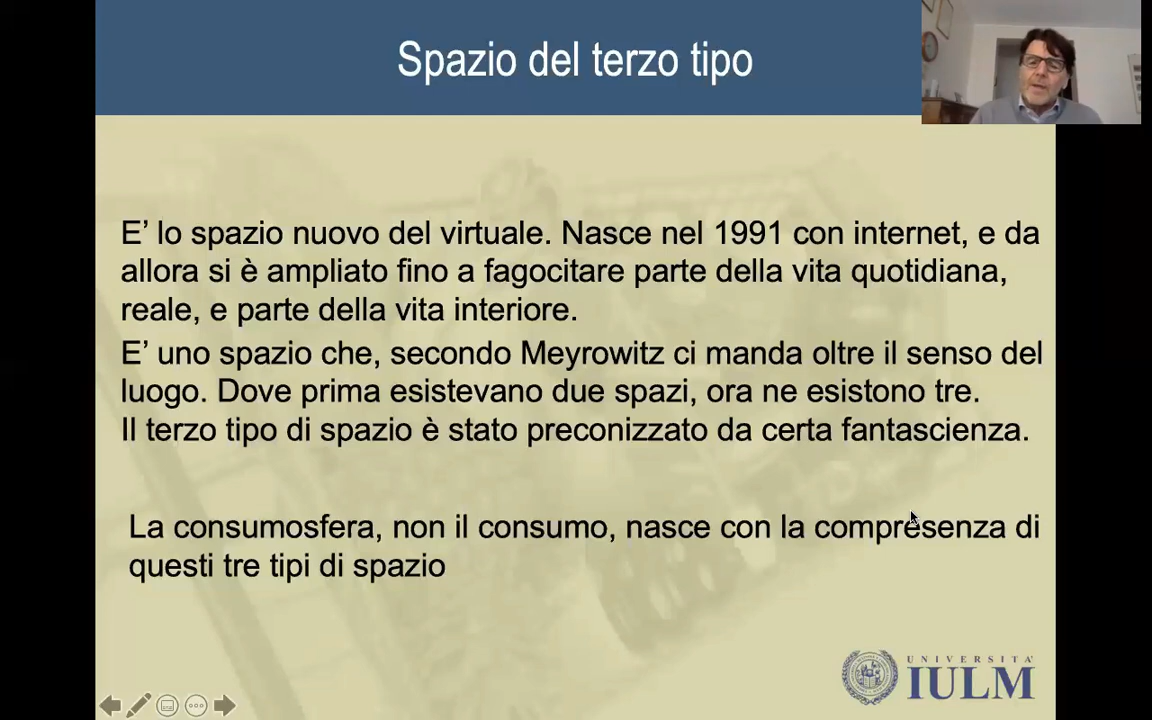 Spazio del terzo tipo
E’ lo spazio nuovo del virtuale. Nasce nel 1991 con internet, e da
allora si è ampliato fino a fagocitare parte della vita quotidiana,
reale, e parte della vita interiore.
E’ uno spazio che, secondo Meyrowitz ci manda oltre il senso del
luogo. Dove prima esistevano due spazi, ora ne esistono tre.
Il terzo tipo di spazio è stato preconizzato da certa fantascienza.
La consumosfera, non il consumo, nasce con la compresenza di
questi tre tipi di spazio
UNIVERSITA'
IULM